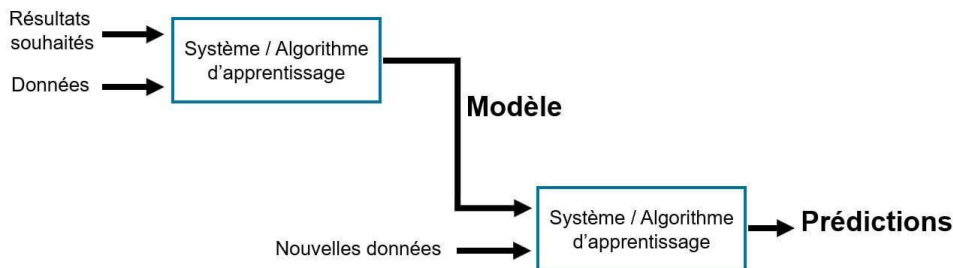 Résultats
souhaités
Données
Système / Algorithme
d’apprentissage
Modèle
Nouvelles données
Système / Algorithme
d’apprentissage
Prédictions